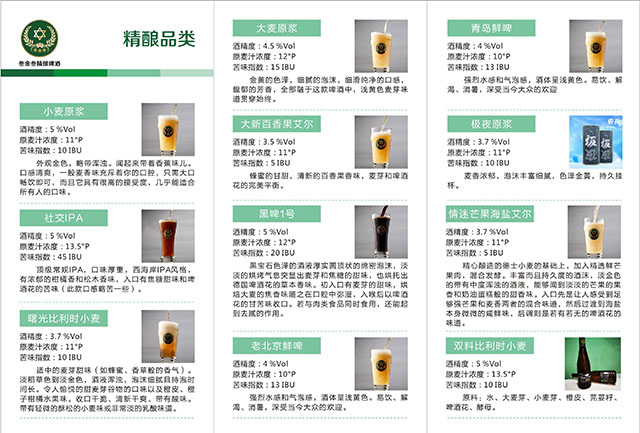 叁金叁精酿啤酒
精酿品类
小麦原浆
酒精度：5 %Vol
原麦汁浓度：11°P
苦味指数：10 IBU
外观金色，略带浑浊。闻起来带着香蕉味儿。
口感清爽，一般麦香味充斥着你的口腔，只需大口
畅饮即可，而且它具有很高的接受度，几乎能适合
所有人的口味。
社交IPA
酒精度：5 %Vol
原麦汁浓度：13.5°P
苦味指数：45 IBU
顶级常规IPA，口味厚重，西海岸IPA风格，
有浓郁的柑橘香和松木香味，入口有焦糖甜味和啤
酒花的苦味（此款口感略苦一些）。
曙光比利时小麦
酒精度：3.7 %Vol
原麦汁浓度：11°P
苦味指数：10 IBU
适中的麦芽甜味（如蜂蜜、香草般的香气）。
淡稻草色到淡金色，酒液浑浊，泡沫细腻且持泡时
间长。令人愉悦的甜麦芽谷物的口味以及橙皮、橙
子柑橘水果味。收口干脆、清新干爽、带有酸味。
带有轻微的酥松的小麦味或非常淡的乳酸味道。
大麦原浆
酒精度：4.5 %Vol
原麦汁浓度：12°P
苦味指数：15 IBU
金黄的色泽，细腻的泡沫，细滑纯净的口感，
馥郁的芳香，全部融于这款啤酒中，浅黄色麦芽味
道贯穿始终。
大新百香果艾尔
酒精度：3.5 %Vol
原麦汁浓度：11°P
苦味指数：5 IBU
蜂蜜的甘甜，清新的百香果香味，麦芽和啤酒
花的完美平衡。
黑啤1号
酒精度：5 %Vol
原麦汁浓度：12°P
苦味指数：20 IBU
黑宝石色泽的酒液厚实圆顶状的绵密泡沫，淡
淡的烘烤气息突显出麦芽和焦糖的甜味，也烘托出
德国啤酒花的草本香味。初入口有麦芽的甜味，烘
焙大麦的焦香味随之在口腔中弥漫，入喉后以啤酒
花的甘苦味收口。若与肉类食品同时食用，还能起
到去腻的作用。
老北京鲜啤
酒精度：4 %Vol
原麦汁浓度：11°P
苦味指数：13 IBU
强烈水感和气泡感，酒体呈浅黄色。易饮、解
渴、消暑。深受当今大众的欢迎。
青岛鲜啤
酒精度：4 %Vol
原麦汁浓度：10°P
苦味指数：13 IBU
强烈水感和气泡感，酒体呈浅黄色。易饮、解
渴、消暑，深受当今大众的欢迎
极夜原浆
酒精度：3.7 %Vol
原麦汁浓度：11°P
苦味指数：10 IBU
麦香浓郁，泡沫丰富细腻，色泽金黄，持久挂
杯。
情迷芒果海盐艾尔
酒精度：3.7 %Vol
原麦汁浓度：11°P
苦味指数：5 IBU
精心酿造的德士小麦的基础上，加入精选鲜芒
果肉，混合发酵，丰富而且持久度的泡沫，淡金色
的带有中度浑浊的酒液，能够闻到淡淡的芒果的果
香和奶油蛋糕般的甜香味。入口先是让人感受到足
够强芒果和麦香两者的混合味道，然后过渡到海盐
本身微微的咸鲜味，后调则是若有若无的啤酒花的
味道。
双料比利时小麦
酒精度：5 %Vol
原麦汁浓度：13.5°P
苦味指数：10 IBU
原料：水、大麦芽、小麦芽、橙皮、芫荽籽、
啤酒花、酵母。